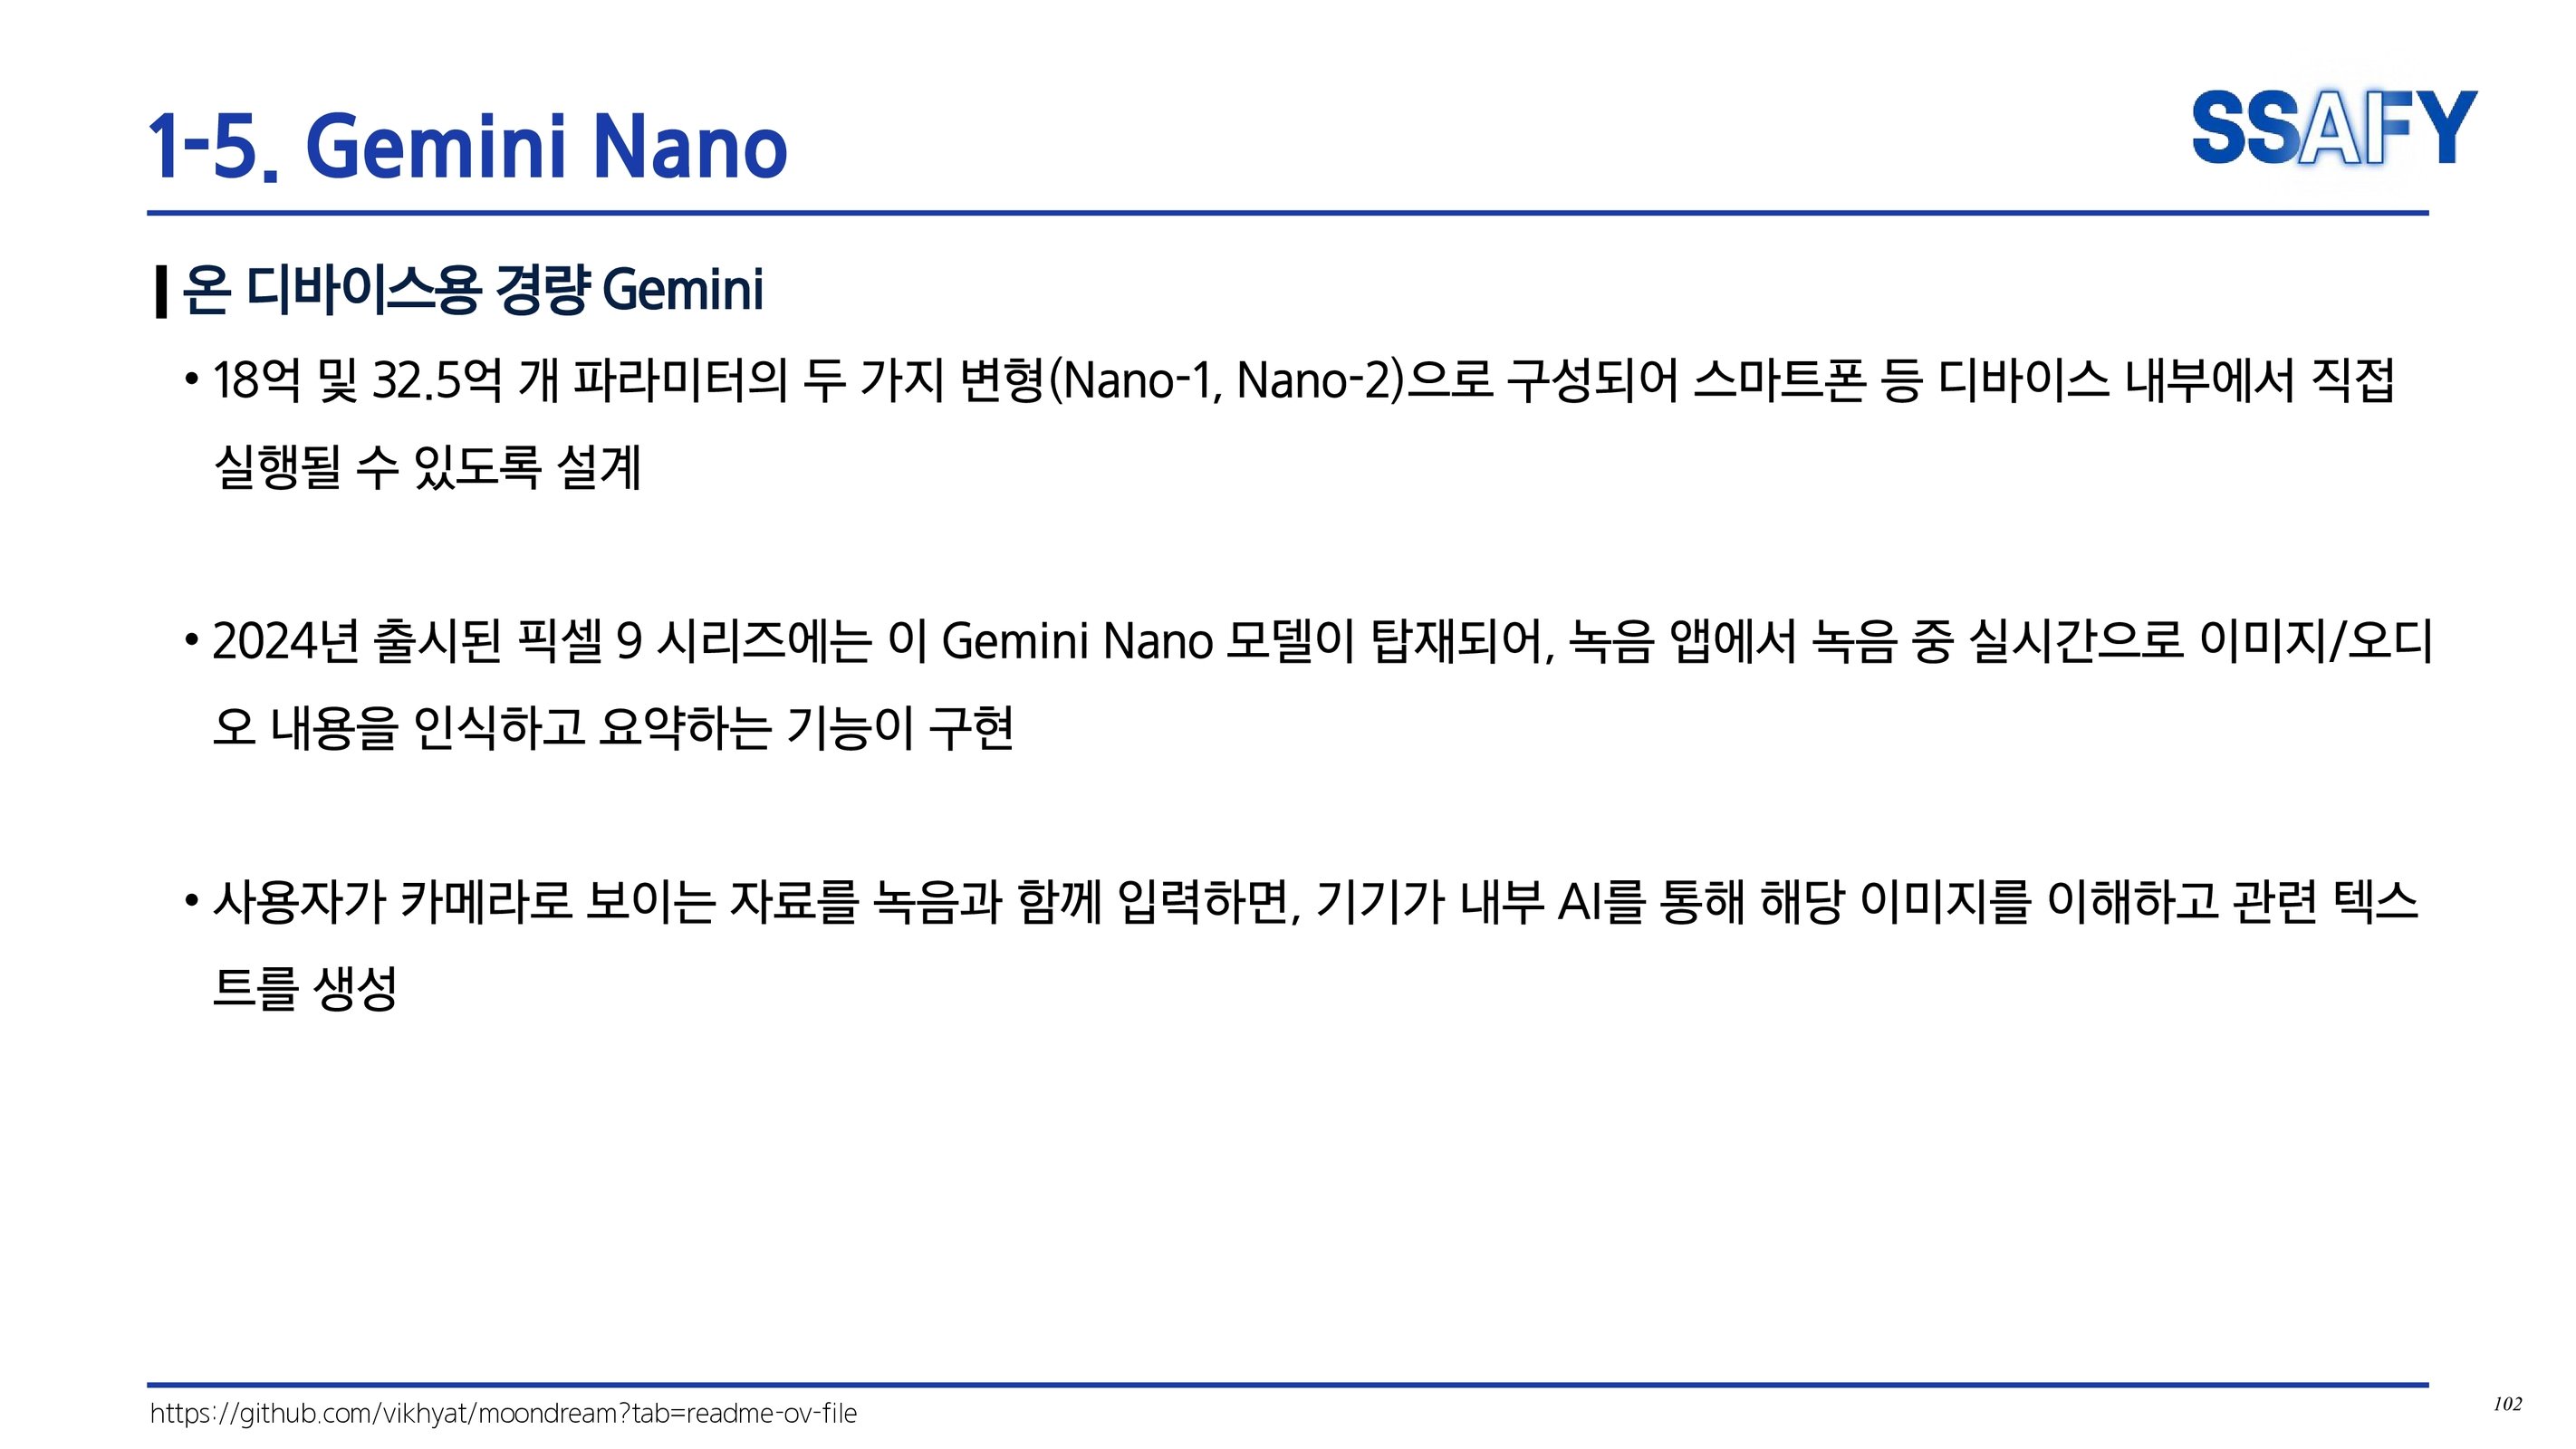 1-5. Gemini Nano
SSAFY
온 디바이스용 경량 Gemini
• 18억 및 32.5억 개 파라미터의 두 가지 변형(Nano-1, Nano-2)으로 구성되어 스마트폰 등 디바이스 내부에서 직접
실행될 수 있도록 설계
• 2024년 출시된 픽셀 9 시리즈에는 이 Gemini Nano 모델이 탑재되어, 녹음 앱에서 녹음 중 실시간으로 이미지/오디
오 내용을 인식하고 요약하는 기능이 구현
• 사용자가 카메라로 보이는 자료를 녹음과 함께 입력하면, 기기가 내부 AI를 통해 해당 이미지를 이해하고 관련 텍스
트를 생성
https://github.com/vikhyat/moondream?tab=readme-ov-file
102